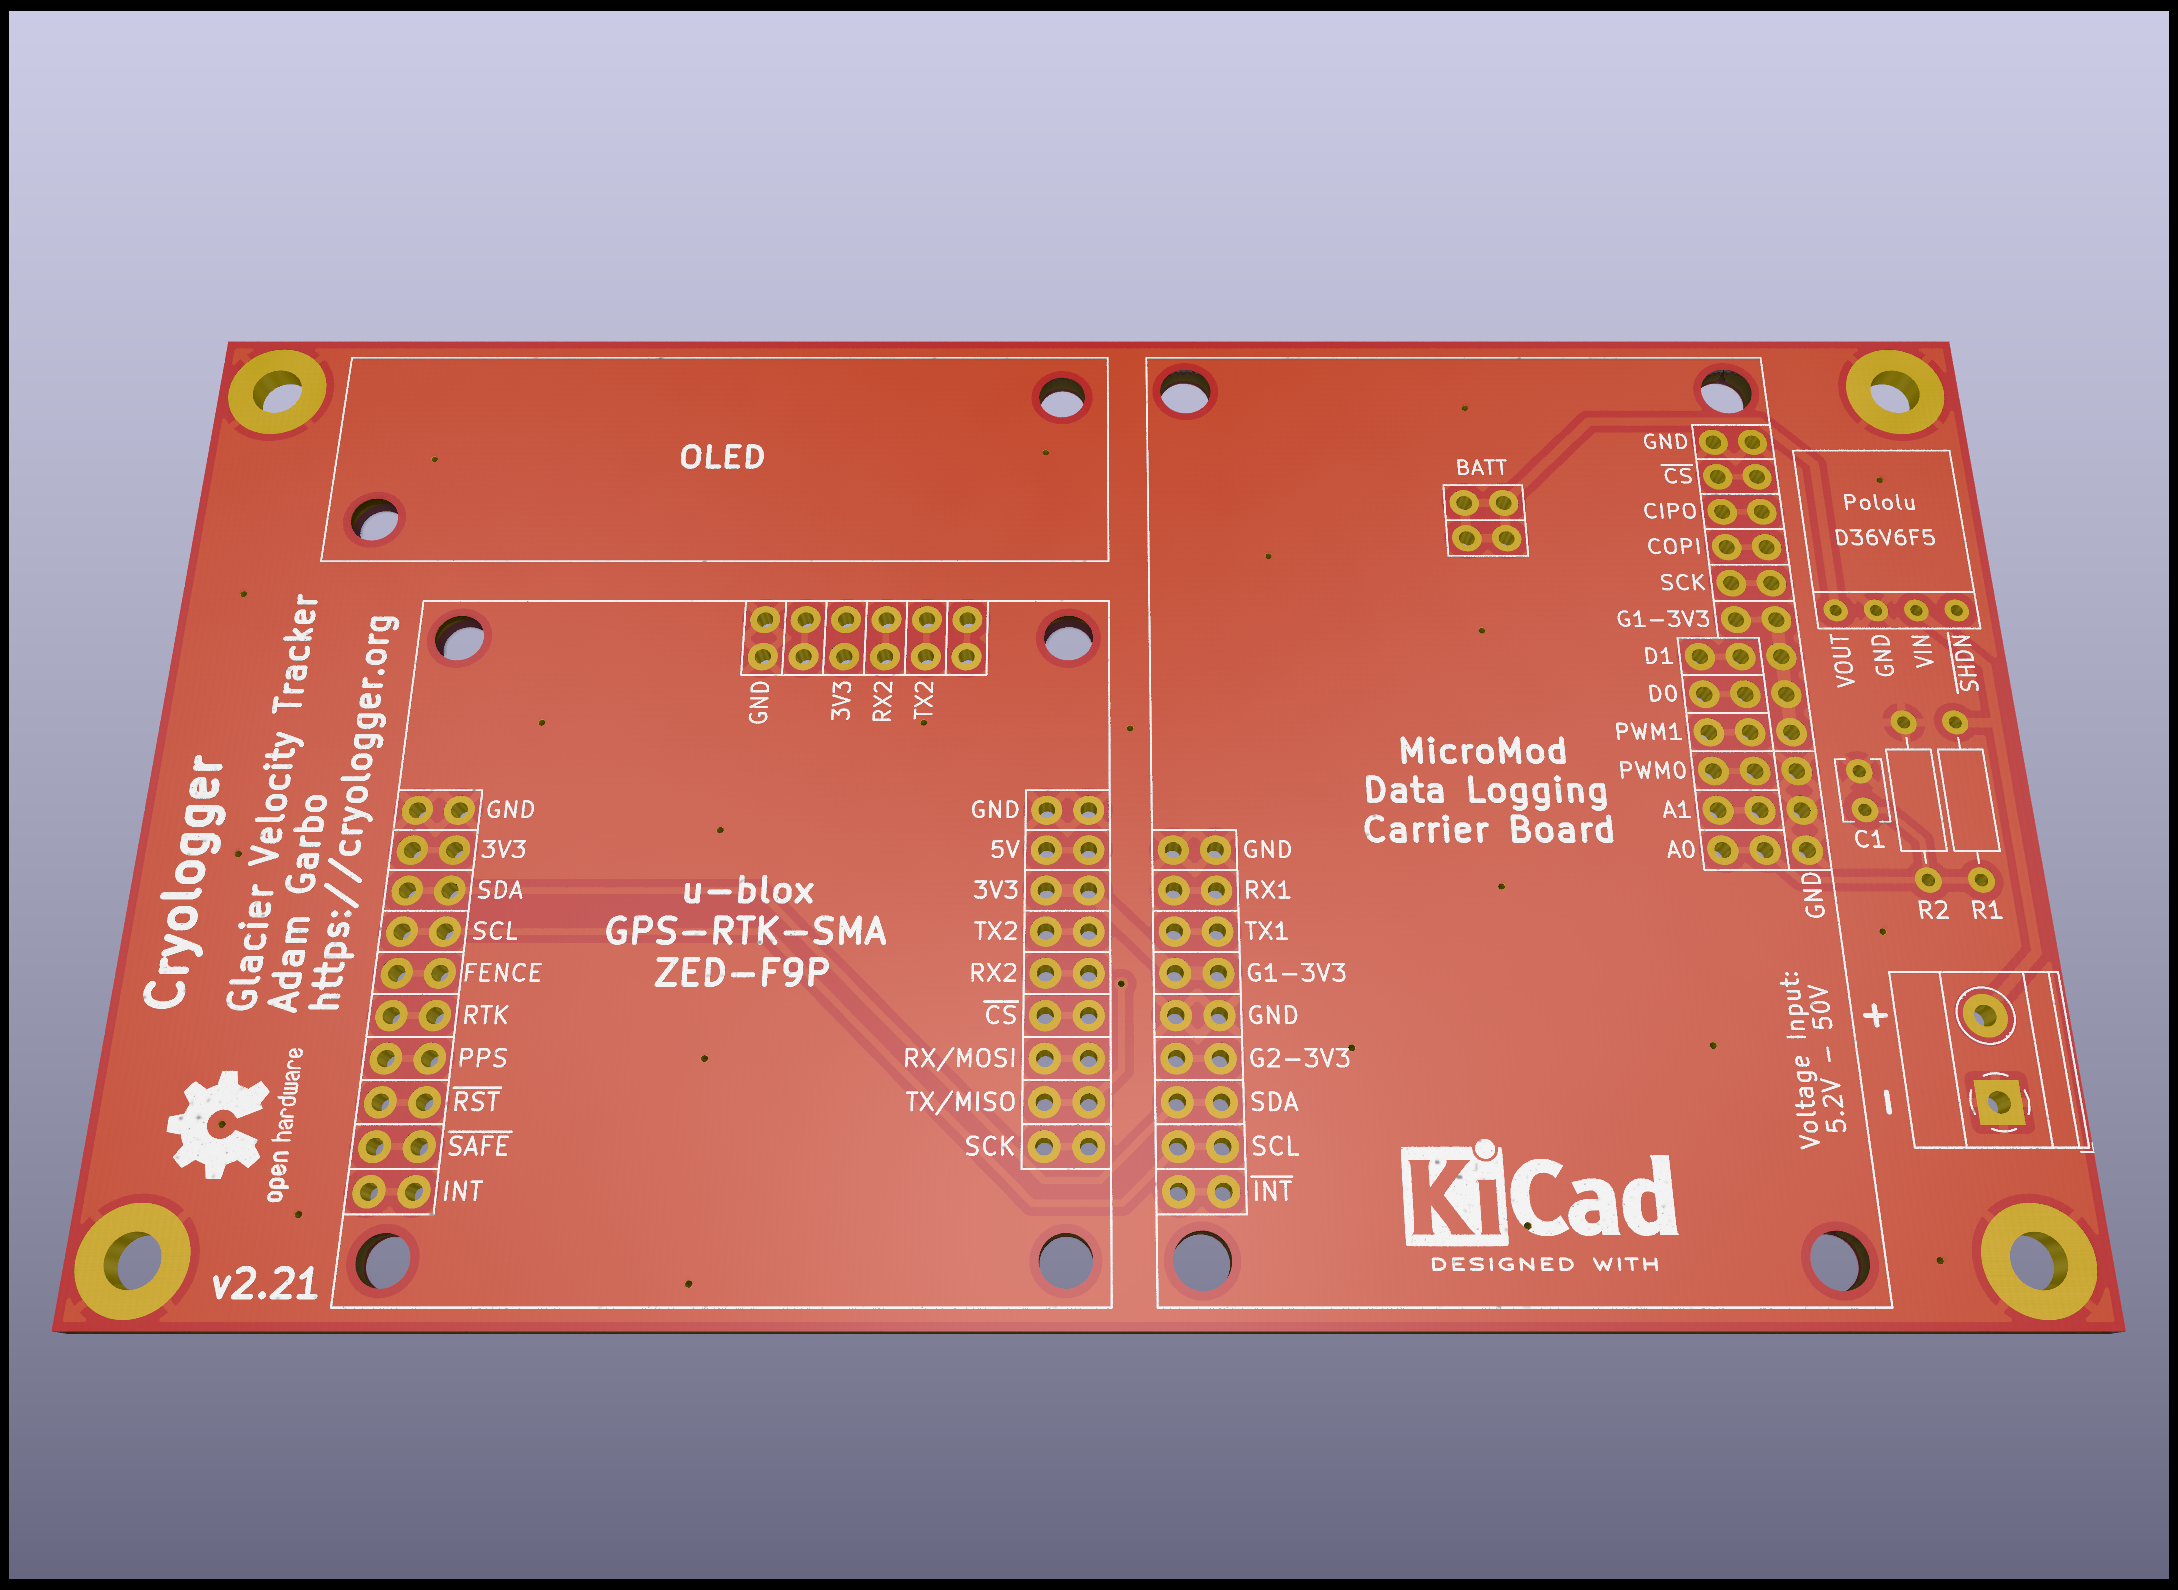 Cryologger
Glacier Velocity Tracker
Adam Garbo
https://cryologger.org
open hardware
v2.21
OLED
GND
3V3
RX2
TX2
GND
3V3
SDA
SCL
FENCE
RTK
PPS
RST
SAFE
INT
u-blox
GPS-RTK-SMA
ZED-F9P
GND
5V
3V3
TX2
RX2
CS
RX/MOSI
TX/MISO
SCK
GND
RX1
TX1
G1-3V3
GND
G2-3V3
SDA
SCL
INT
BATT
MicroMod
Data Logging
Carrier Board
KiCad
DESIGNED WITH
GND
CS
CIPO
COPI
SCK
G1-3V3
D1
D0
PWM1
PWM0
A1
A0
GND
Pololu
D36V6F5
VOUT
GND
VIN
SHDN
C1
R2
R1
Voltage Input:
5.2V - 50V
+
-